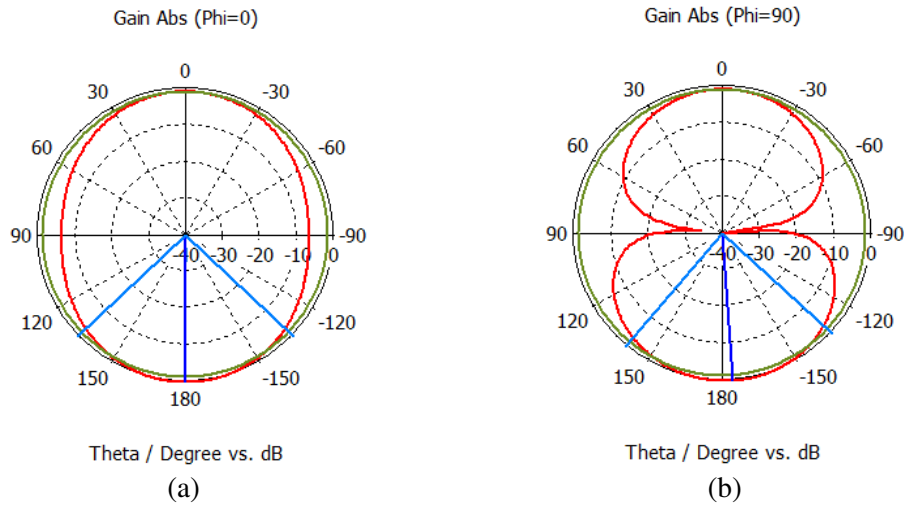 Gain Abs (Phi=0)
0
30 -30
60 -60
90 -40 -30 -20 -10 0 -90
120 -120
150 -150
180
Theta / Degree vs. dB
(a)
Gain Abs (Phi=90)
0
30 -30
60 -60
90 -40 -30 -20 -10 0 -90
120 -120
150 -150
180
Theta / Degree vs. dB
(b)